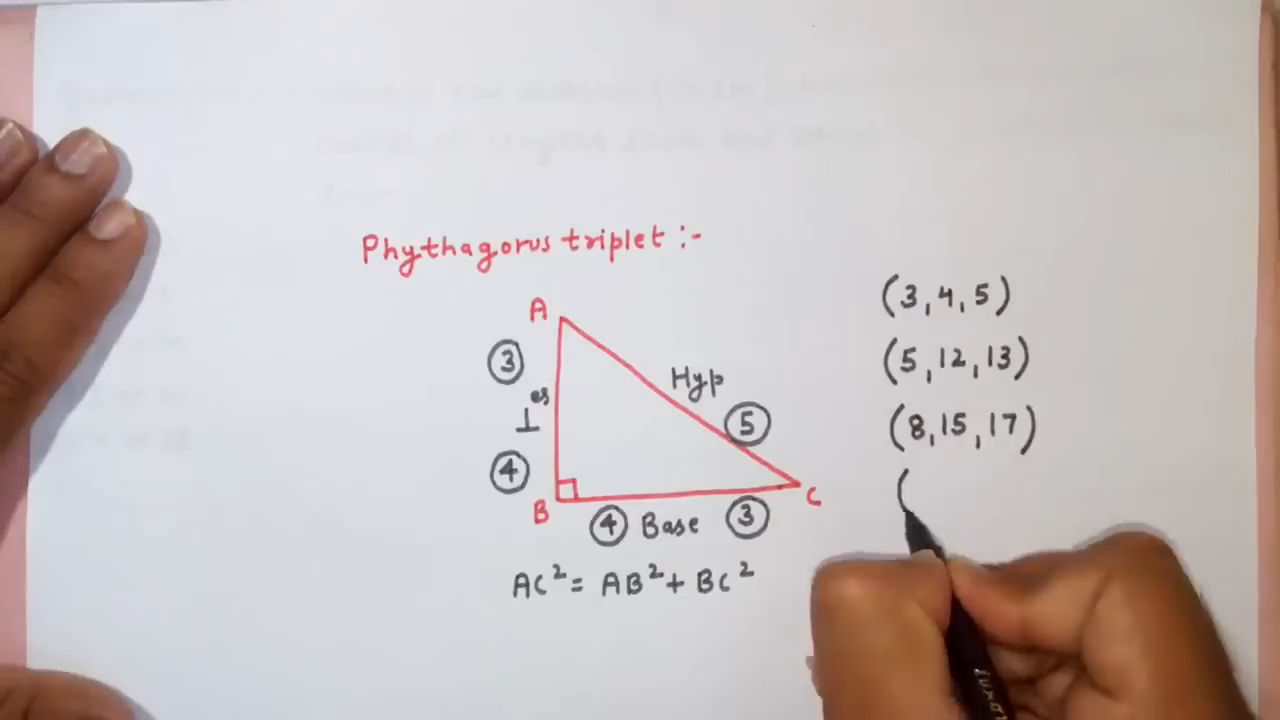 Phythagorus triplet :-
A
(3, 4, 5)
3
(5, 12, 13)
Hyp
⊥er
5
(8, 15, 17)
4
(
B
C
4 Base 3
AC² = AB² + BC²